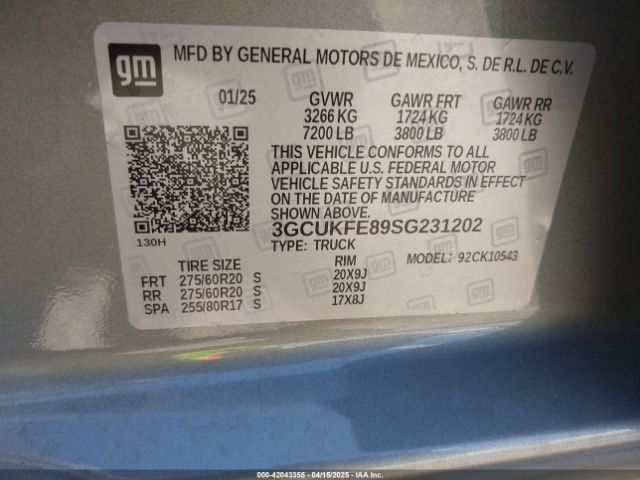 gm
MFD BY GENERAL MOTORS DE MEXICO, S. DE R.L. DE C.V.
01/25 GVWR GAWR FRT GAWR RR
3266 KG 1724 KG 1724 KG
7200 LB 3800 LB 3800 LB
THIS VEHICLE CONFORMS TO ALL
APPLICABLE U.S. FEDERAL MOTOR
VEHICLE SAFETY STANDARDS IN EFFECT
ON THE DATE OF MANUFACTURE
SHOWN ABOVE.
3GCUKFE89SG231202
130H TYPE: TRUCK MODEL: 92CK10543
TIRE SIZE RIM
FRT 275/60R20 S 20X9J
RR 275/60R20 S 20X9J
SPA 255/80R17 S 17X8J
000-42043355 - 04/15/2025 - IAA Inc.